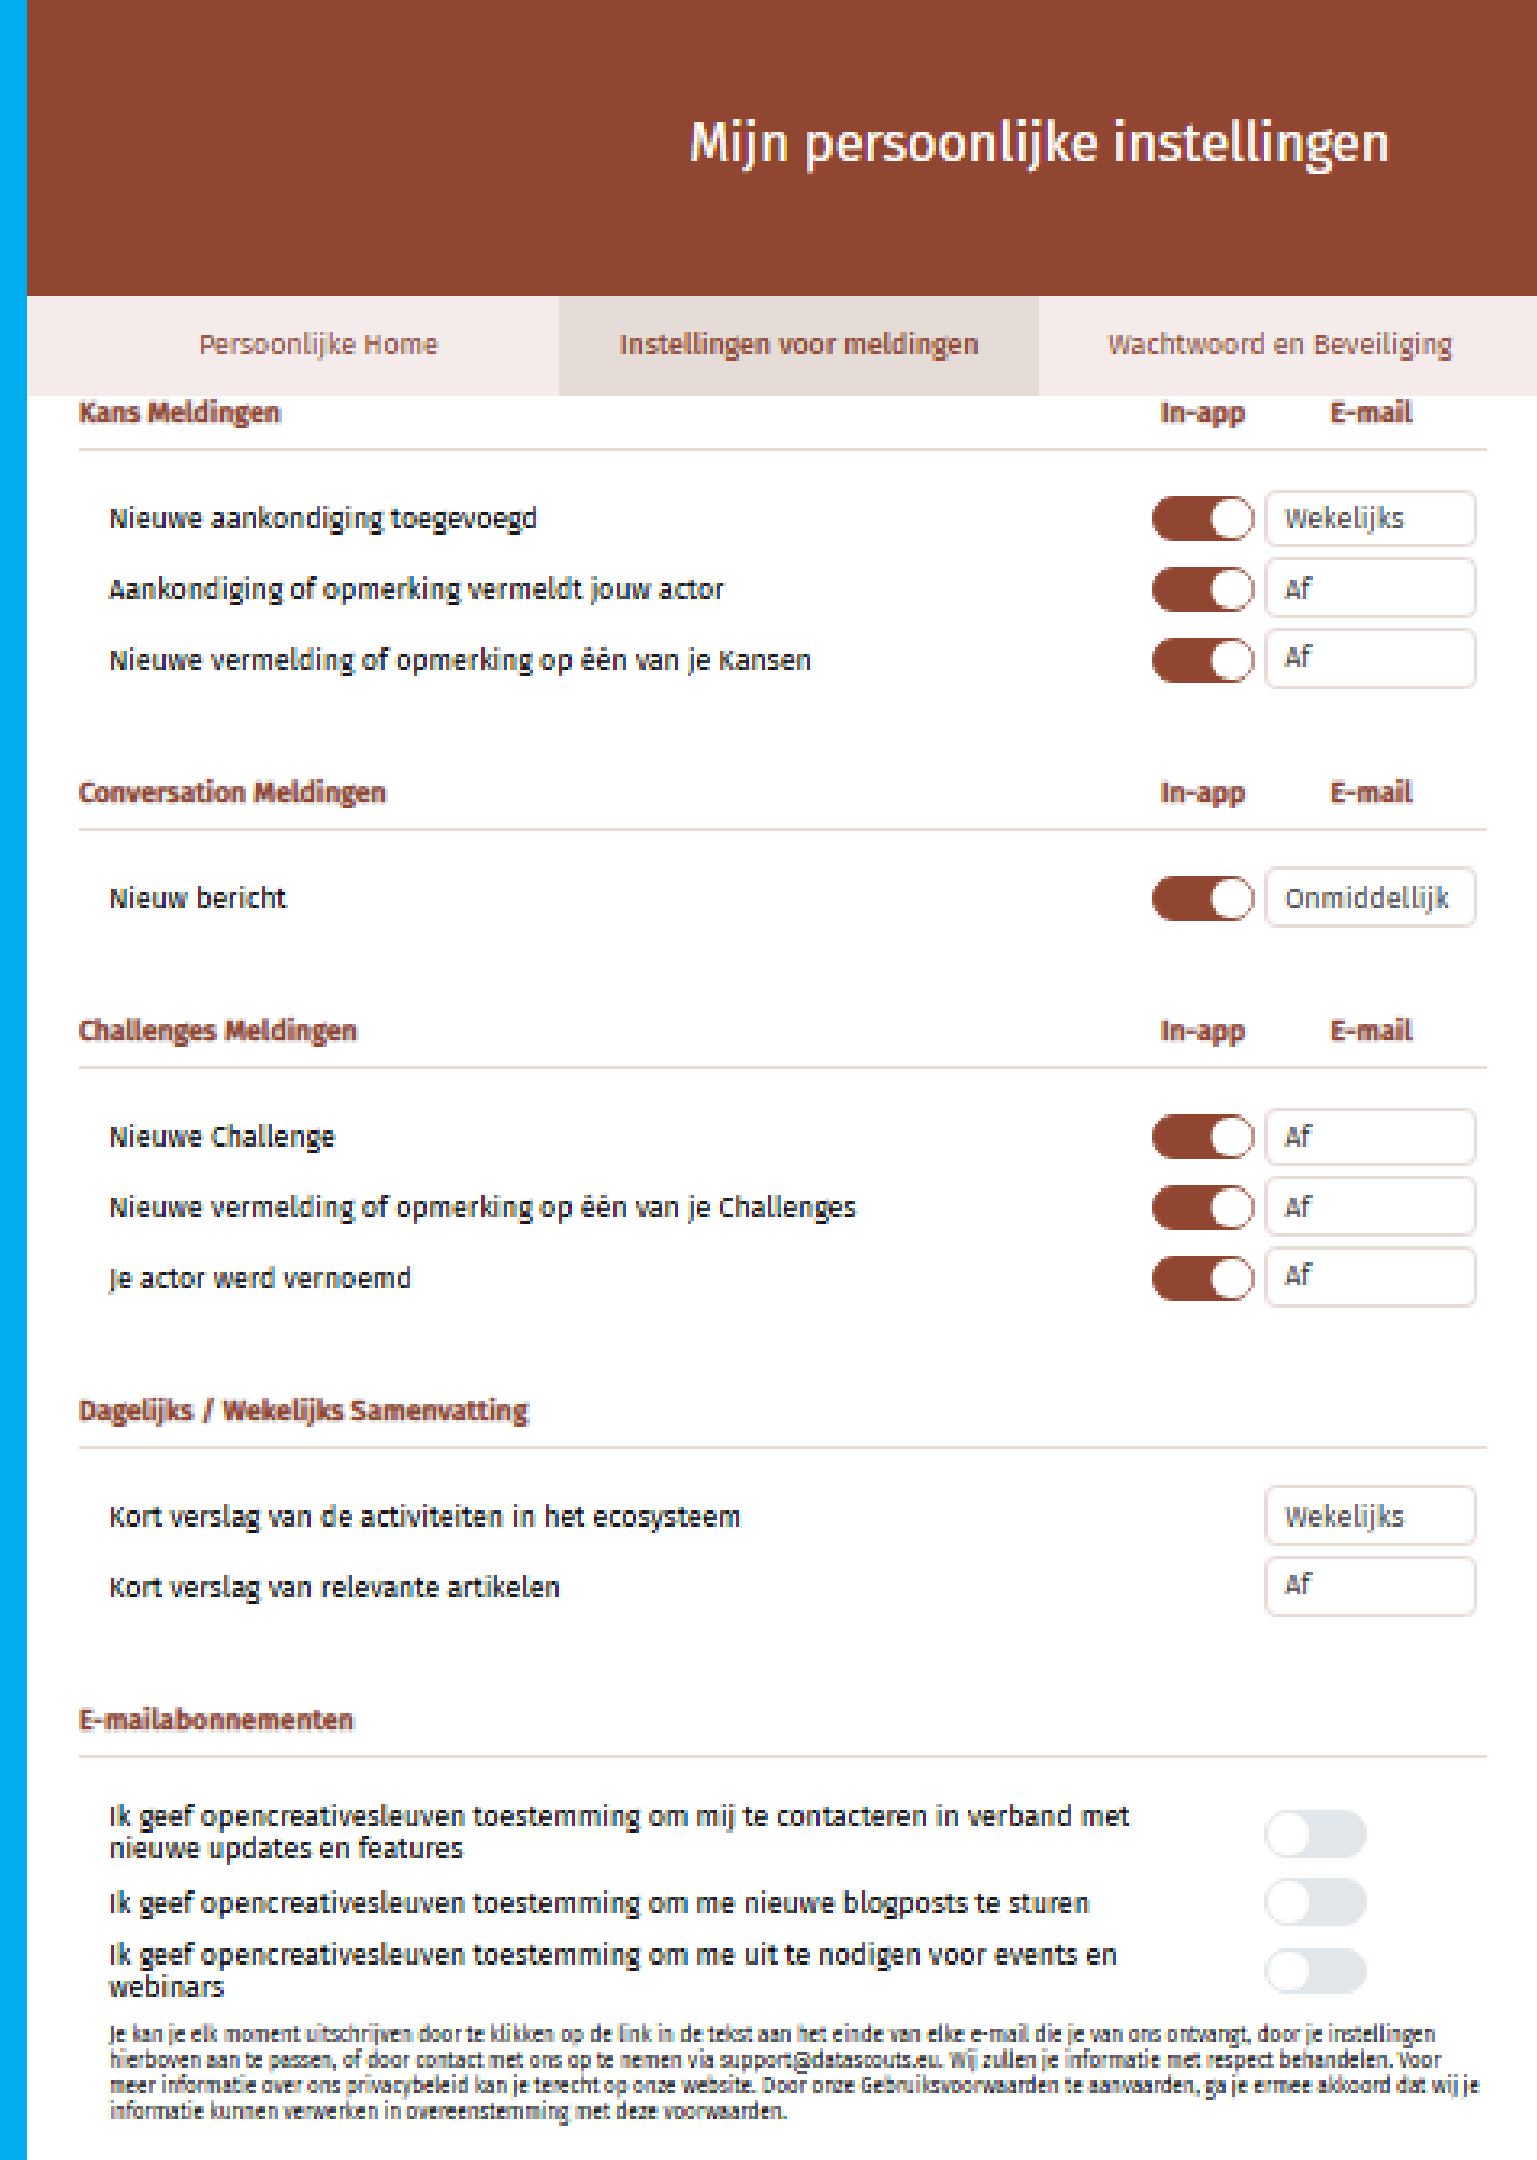 Mijn persoonlijke instellingen
Persoonlijke Home Instellingen voor meldingen Wachtwoord en Beveiliging
Kans Meldingen In-app E-mail
Nieuwe aankondiging toegevoegd Wekelijks
Aankondiging of opmerking vermeldt jouw actor Af
Nieuwe vermelding of opmerking op één van je Kansen Af
Conversation Meldingen In-app E-mail
Nieuw bericht Onmiddellijk
Challenges Meldingen In-app E-mail
Nieuwe Challenge Af
Nieuwe vermelding of opmerking op één van je Challenges Af
Je actor werd vernoemd Af
Dagelijks / Wekelijks Samenvatting
Kort verslag van de activiteiten in het ecosysteem Wekelijks
Kort verslag van relevante artikelen Af
E-mailabonnementen
Ik geef opencreativesleuven toestemming om mij te contacteren in verband met
nieuwe updates en features
Ik geef opencreativesleuven toestemming om me nieuwe blogposts te sturen
Ik geef opencreativesleuven toestemming om me uit te nodigen voor events en
webinars
Je kan je elk moment uitschrijven door te klikken op de link in de tekst aan het einde van elke e-mail die je van ons ontvangt, door je instellingen
hierboven aan te passen, of door contact met ons op te nemen via support@datascouts.eu. Wij zullen je informatie met respect behandelen. Voor
meer informatie over ons privacybeleid kan je terecht op onze website. Door onze Gebruiksvoorwaarden te aanvaarden, ga je ermee akkoord dat wij je
informatie kunnen verwerken in overeenstemming met deze voorwaarden.